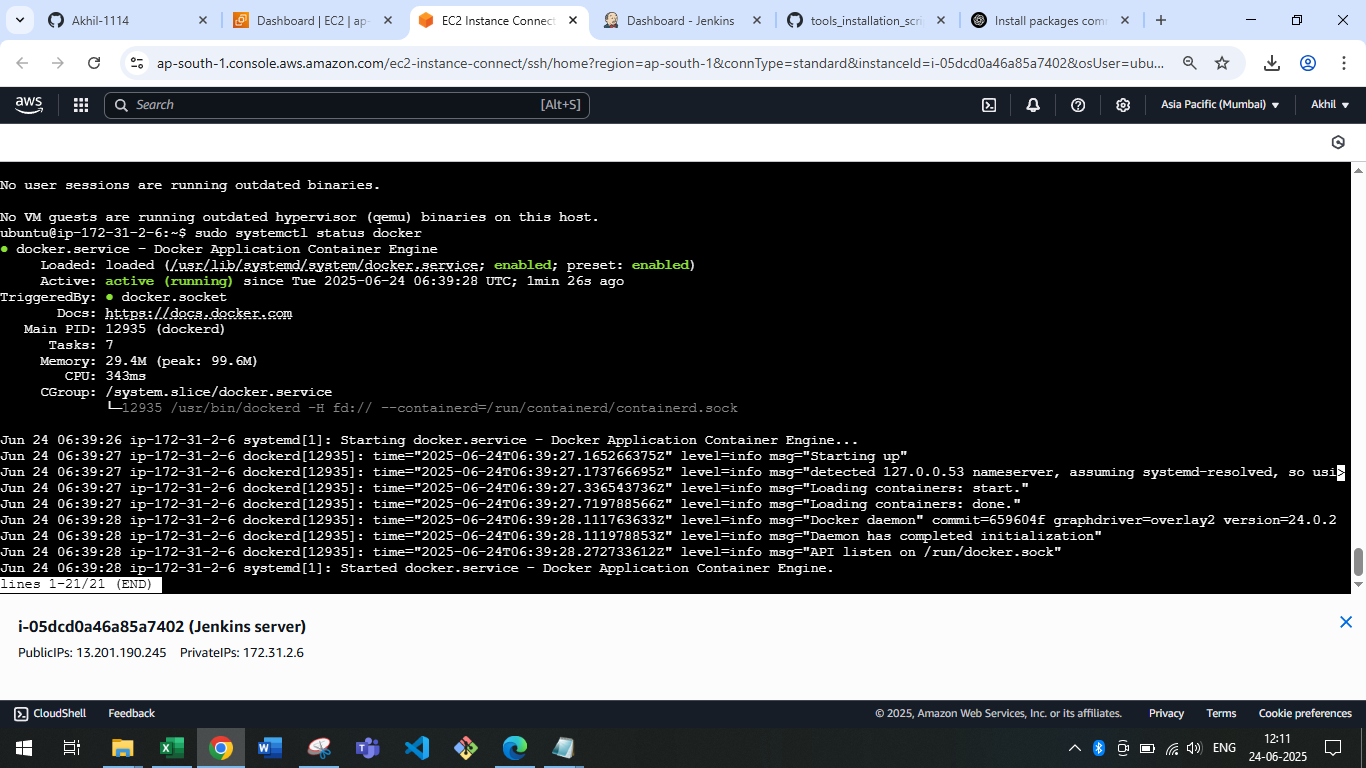 Akhil-1114
Dashboard | EC2 | ap-
EC2 Instance Connect
Dashboard - Jenkins
tools_installation_scri
Install packages com
ap-south-1.console.aws.amazon.com/ec2-instance-connect/ssh/home?region=ap-south-1&connType=standard&instanceId=i-05dcd0a46a85a7402&osUser=ubu...
aws
Search
[Alt+S]
Asia Pacific (Mumbai)
Akhil
No user sessions are running outdated binaries.
No VM guests are running outdated hypervisor (qemu) binaries on this host.
ubuntu@ip-172-31-2-6:~$ sudo systemctl status docker
● docker.service - Docker Application Container Engine
Loaded: loaded (/usr/lib/systemd/system/docker.service; enabled; preset: enabled)
Active: active (running) since Tue 2025-06-24 06:39:28 UTC; 1min 26s ago
TriggeredBy: ● docker.socket
Docs: https://docs.docker.com
Main PID: 12935 (dockerd)
Tasks: 7
Memory: 29.4M (peak: 99.6M)
CPU: 343ms
CGroup: /system.slice/docker.service
└─12935 /usr/bin/dockerd -H fd:// --containerd=/run/containerd/containerd.sock
Jun 24 06:39:26 ip-172-31-2-6 systemd[1]: Starting docker.service - Docker Application Container Engine...
Jun 24 06:39:27 ip-172-31-2-6 dockerd[12935]: time="2025-06-24T06:39:27.165266375Z" level=info msg="Starting up"
Jun 24 06:39:27 ip-172-31-2-6 dockerd[12935]: time="2025-06-24T06:39:27.173766695Z" level=info msg="detected 127.0.0.53 nameserver, assuming systemd-resolved, so usi>
Jun 24 06:39:27 ip-172-31-2-6 dockerd[12935]: time="2025-06-24T06:39:27.336543736Z" level=info msg="Loading containers: start."
Jun 24 06:39:27 ip-172-31-2-6 dockerd[12935]: time="2025-06-24T06:39:27.719788566Z" level=info msg="Loading containers: done."
Jun 24 06:39:28 ip-172-31-2-6 dockerd[12935]: time="2025-06-24T06:39:28.111763633Z" level=info msg="Docker daemon" commit=659604f graphdriver=overlay2 version=24.0.2
Jun 24 06:39:28 ip-172-31-2-6 dockerd[12935]: time="2025-06-24T06:39:28.111978853Z" level=info msg="Daemon has completed initialization"
Jun 24 06:39:28 ip-172-31-2-6 dockerd[12935]: time="2025-06-24T06:39:28.272733612Z" level=info msg="API listen on /run/docker.sock"
Jun 24 06:39:28 ip-172-31-2-6 systemd[1]: Started docker.service - Docker Application Container Engine.
lines 1-21/21 (END)
i-05dcd0a46a85a7402 (Jenkins server)
PublicIPs: 13.201.190.245 PrivateIPs: 172.31.2.6
CloudShell
Feedback
© 2025, Amazon Web Services, Inc. or its affiliates.
Privacy
Terms
Cookie preferences
ENG
12:11
24-06-2025